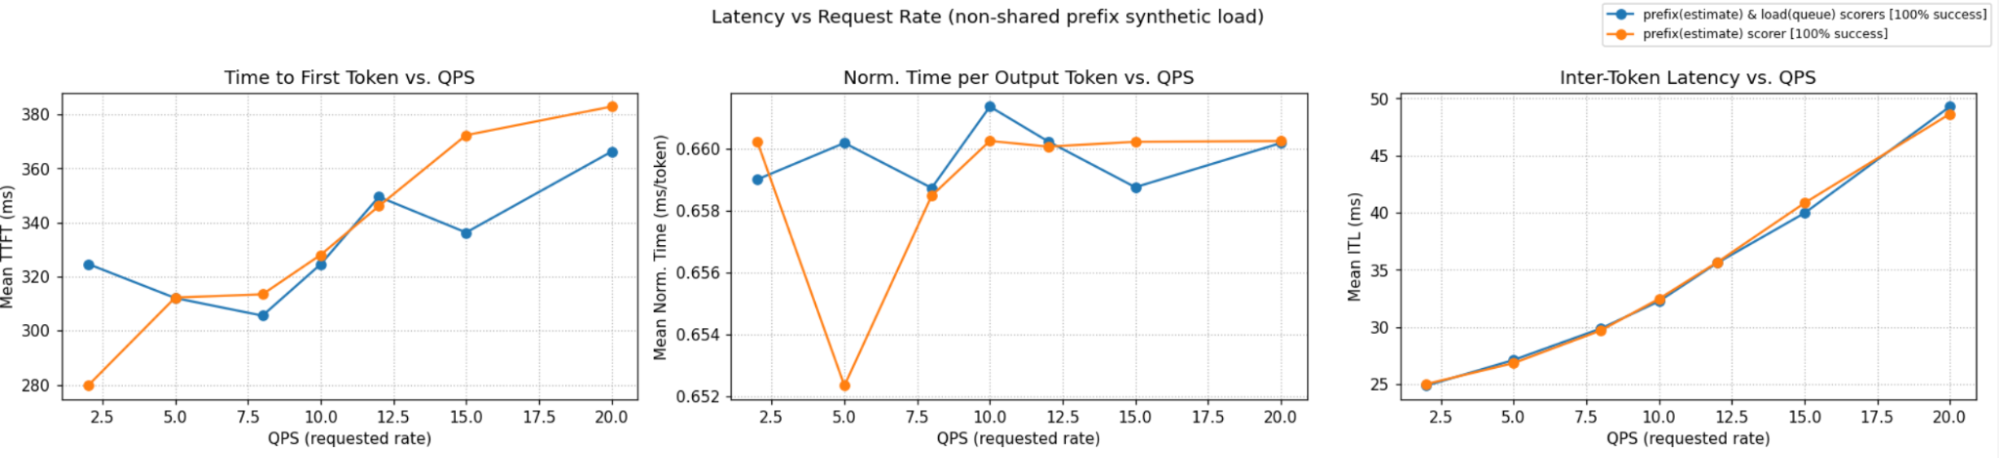 Latency vs Request Rate (non-shared prefix synthetic load)
prefix(estimate) & load(queue) scorers [100% success]
prefix(estimate) scorer [100% success]
Time to First Token vs. QPS
Mean TTFT (ms)
380
360
340
320
300
280
2.5 5.0 7.5 10.0 12.5 15.0 17.5 20.0
QPS (requested rate)
Norm. Time per Output Token vs. QPS
Mean Norm. Time (ms/token)
0.660
0.658
0.656
0.654
0.652
2.5 5.0 7.5 10.0 12.5 15.0 17.5 20.0
QPS (requested rate)
Inter-Token Latency vs. QPS
Mean ITL (ms)
50
45
40
35
30
25
2.5 5.0 7.5 10.0 12.5 15.0 17.5 20.0
QPS (requested rate)